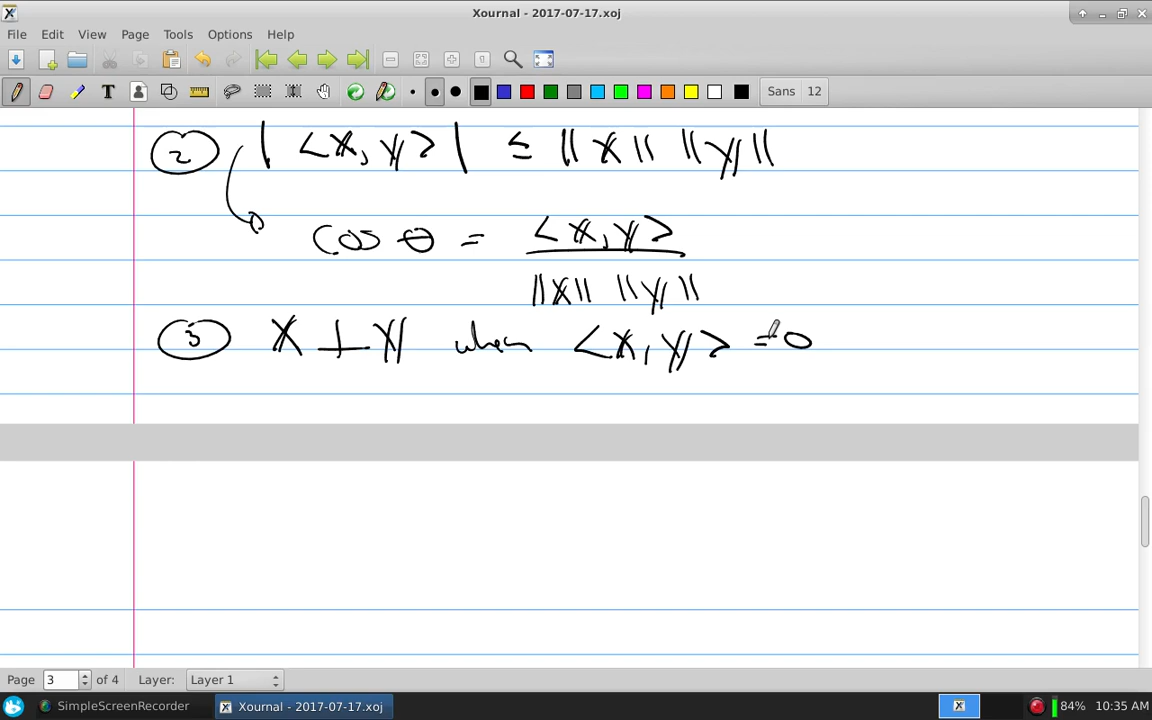 Xournal - 2017-07-17.xoj
File Edit View Page Tools Options Help
Sans 12
② | <x, y> | ≤ ||x|| ||y||
cos θ = <x, y> / ||x|| ||y||
③ x ⊥ y when <x, y> = 0
Page 3 of 4 Layer: Layer 1
SimpleScreenRecorder Xournal - 2017-07-17.xoj 84% 10:35 AM